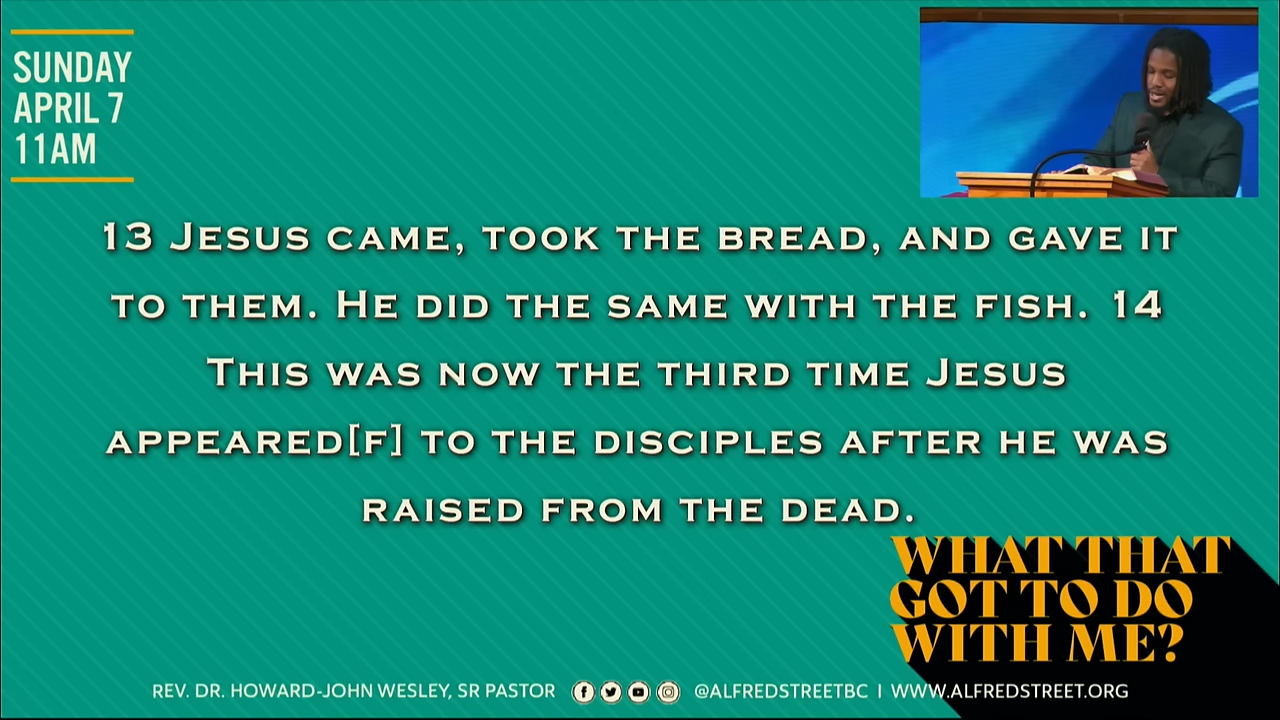 SUNDAY
APRIL 7
11AM
13 JESUS CAME, TOOK THE BREAD, AND GAVE IT
TO THEM. HE DID THE SAME WITH THE FISH. 14
THIS WAS NOW THE THIRD TIME JESUS
APPEARED[F] TO THE DISCIPLES AFTER HE WAS
RAISED FROM THE DEAD.
WHAT THAT
GOT TO DO
WITH ME?
REV. DR. HOWARD-JOHN WESLEY, SR PASTOR @ALFREDSTREETBC | WWW.ALFREDSTREET.ORG